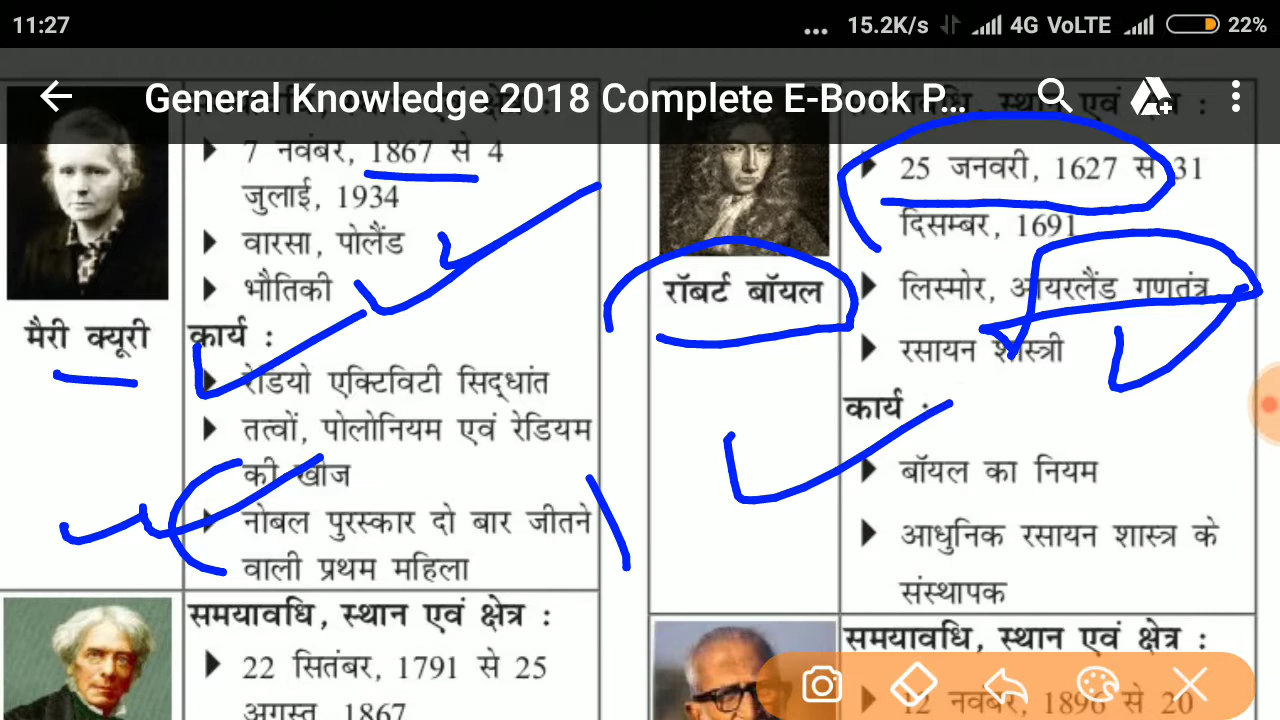 11:27
... 15.2K/s 4G VoLTE 22%
General Knowledge 2018 Complete E-Book P...
7 नवंबर, 1867 से 4
जुलाई, 1934
वारसा, पोलैंड
भौतिकी
मैरी क्यूरी
कार्य :
रेडियो एक्टिविटी सिद्धांत
तत्वों, पोलोनियम एवं रेडियम
की खोज
नोबल पुरस्कार दो बार जीतने
वाली प्रथम महिला
समयावधि, स्थान एवं क्षेत्र :
22 सितंबर, 1791 से 25
अगस्त, 1867
25 जनवरी, 1627 से 31
दिसम्बर, 1691
रॉबर्ट बॉयल
लिस्मोर, आयरलैंड गणतंत्र
रसायन शास्त्री
कार्य :
बॉयल का नियम
आधुनिक रसायन शास्त्र के
संस्थापक
समयावधि, स्थान एवं क्षेत्र :
12 नवंबर, 1896 से 20